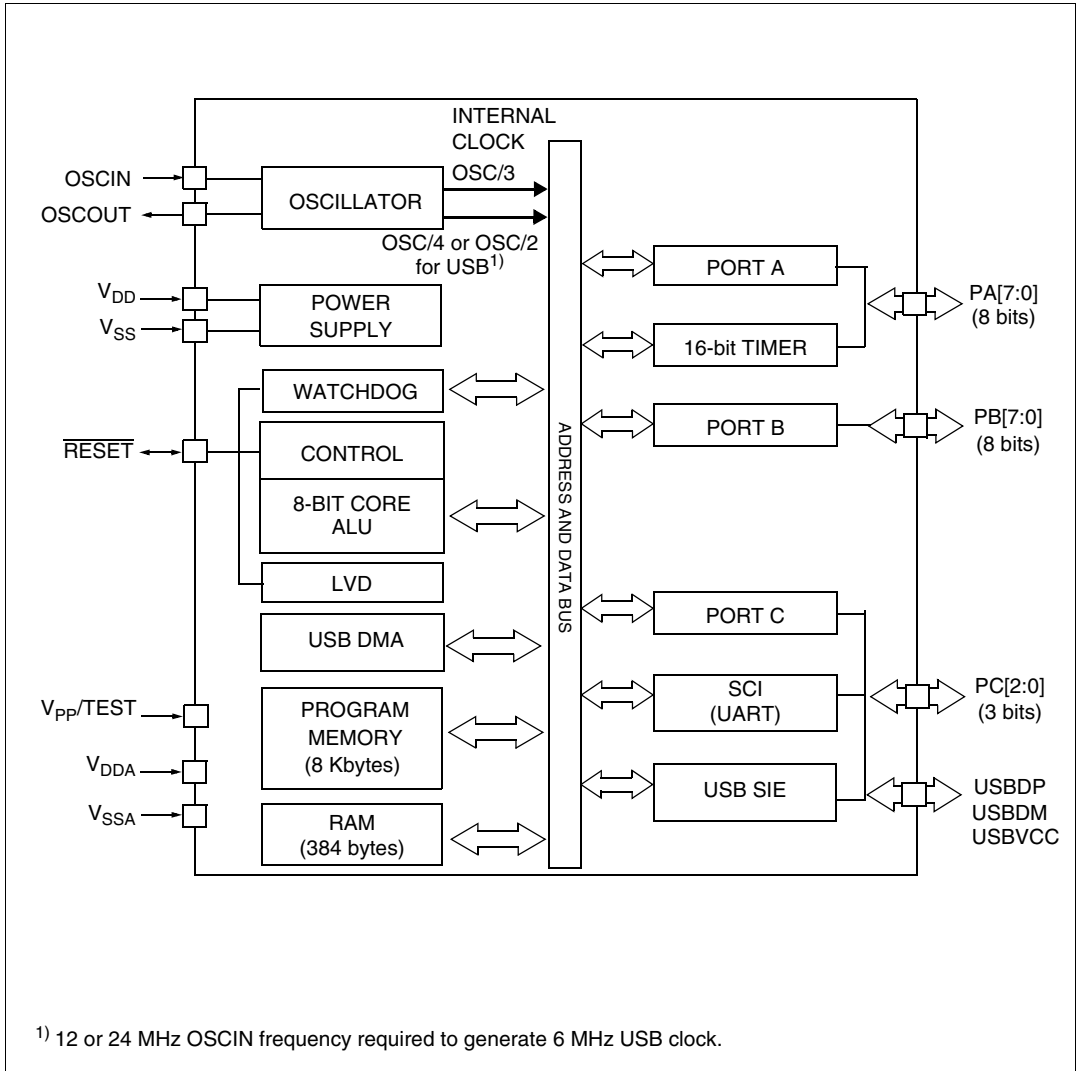 INTERNAL
CLOCK
OSCIN
OSCOUT
OSCILLATOR
OSC/3
OSC/4 or OSC/2
for USB1)
VDD
VSS
POWER
SUPPLY
WATCHDOG
RESET
CONTROL
8-BIT CORE
ALU
LVD
USB DMA
VPP/TEST
VDDA
VSSA
PROGRAM
MEMORY
(8 Kbytes)
RAM
(384 bytes)
ADDRESS AND DATA BUS
PORT A
16-bit TIMER
PA[7:0]
(8 bits)
PORT B
PB[7:0]
(8 bits)
PORT C
SCI
(UART)
USB SIE
PC[2:0]
(3 bits)
USBDP
USBDM
USBVCC
1) 12 or 24 MHz OSCIN frequency required to generate 6 MHz USB clock.